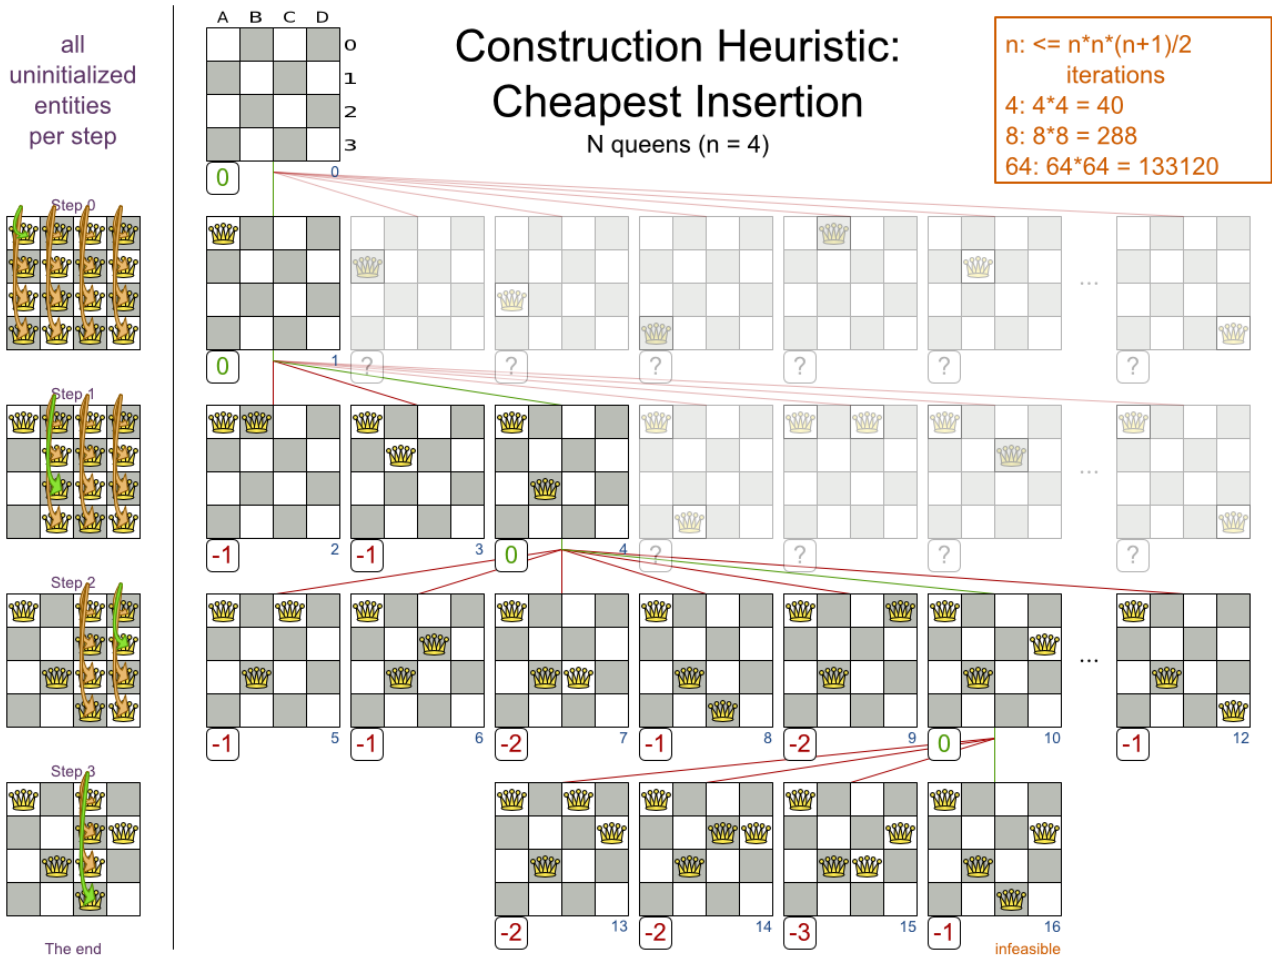 all
uninitialized
entities
per step
A B C D
0
1
2
3
Construction Heuristic:
Cheapest Insertion
N queens (n = 4)
n: <= n*n*(n+1)/2
iterations
4: 4*4 = 40
8: 8*8 = 288
64: 64*64 = 133120
0 0
Step 0
...
0 1 ? ? ? ? ? ?
Step 1
...
-1 2 -1 3 0 4 ? ? ?
Step 2
...
-1 5 -1 6 -2 7 -1 8 -2 9 0 10 -1 12
Step 3
-2 13 -2 14 -3 15 -1 16
The end
infeasible